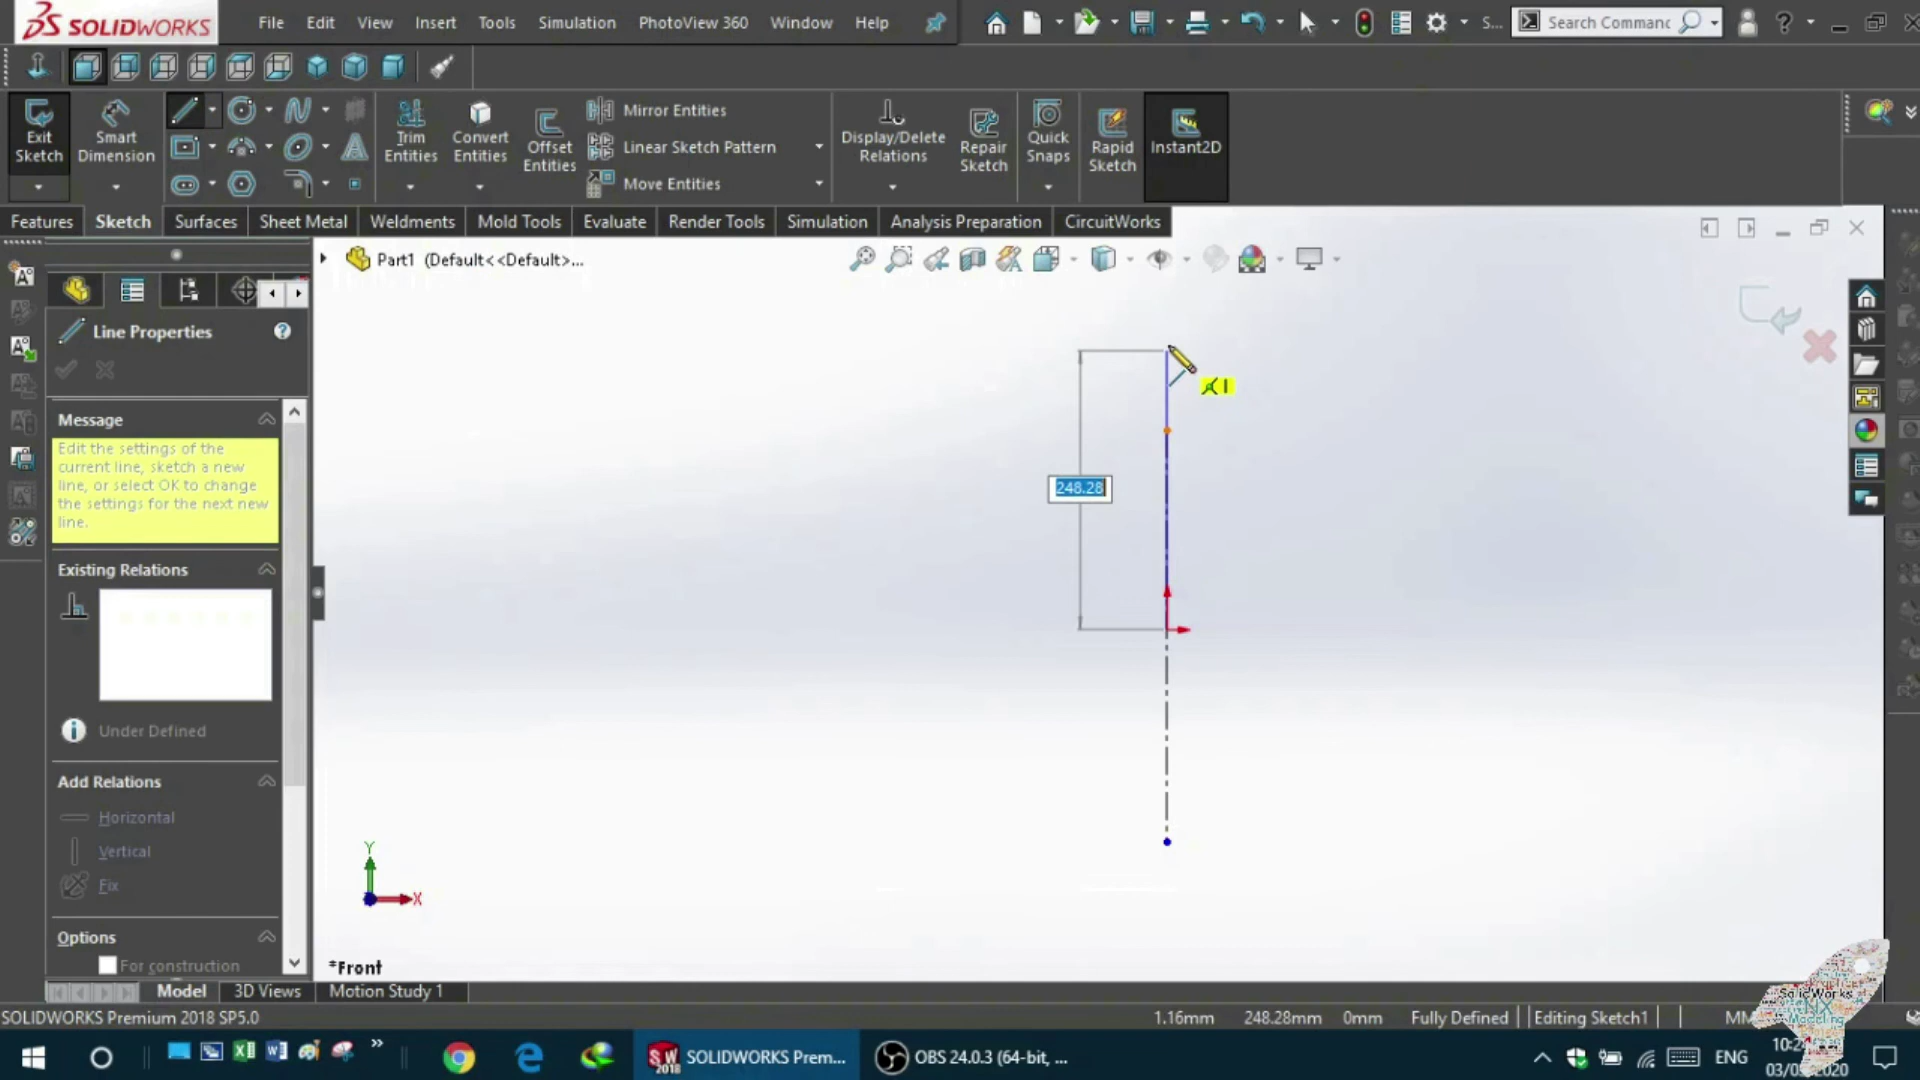 SOLIDWORKS
File Edit View Insert Tools Simulation PhotoView 360 Window Help
S... Search Commanc
Exit Sketch
Smart Dimension
Trim Entities
Convert Entities
Offset Entities
Mirror Entities
Linear Sketch Pattern
Move Entities
Display/Delete Relations
Repair Sketch
Quick Snaps
Rapid Sketch
Instant2D
Features Sketch Surfaces Sheet Metal Weldments Mold Tools Evaluate Render Tools Simulation Analysis Preparation CircuitWorks
Part1 (Default<<Default>...
Line Properties
Message
Edit the settings of the
current line, sketch a new
line, or select OK to change
the settings for the next new
line.
Existing Relations
Under Defined
Add Relations
Horizontal
Vertical
Fix
Options
For construction
248.28
Y
X
*Front
Model 3D Views Motion Study 1
SolidWorks
NX
Modeling
SOLIDWORKS Premium 2018 SP5.0
1.16mm 248.28mm 0mm Fully Defined Editing Sketch1
SOLIDWORKS Prem...
OBS 24.0.3 (64-bit, ...
ENG